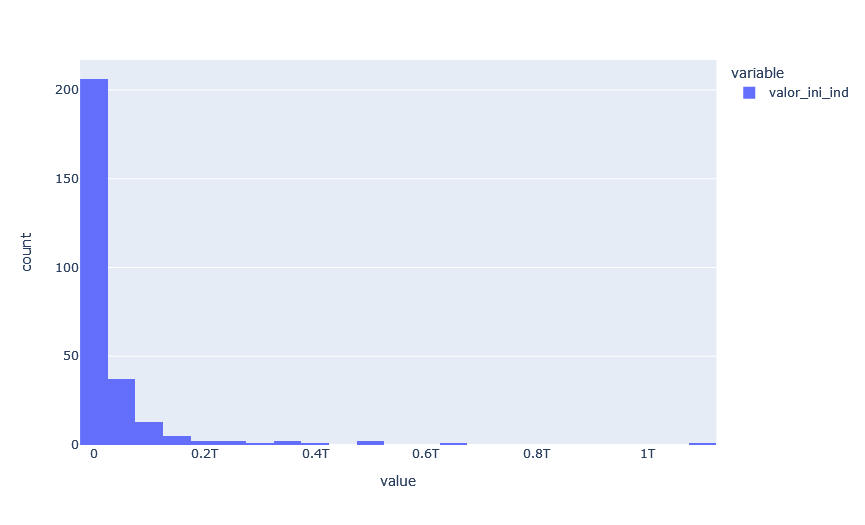 variable
valor_ini_ind
200
150
100
50
0
count
0 0.2T 0.4T 0.6T 0.8T 1T
value